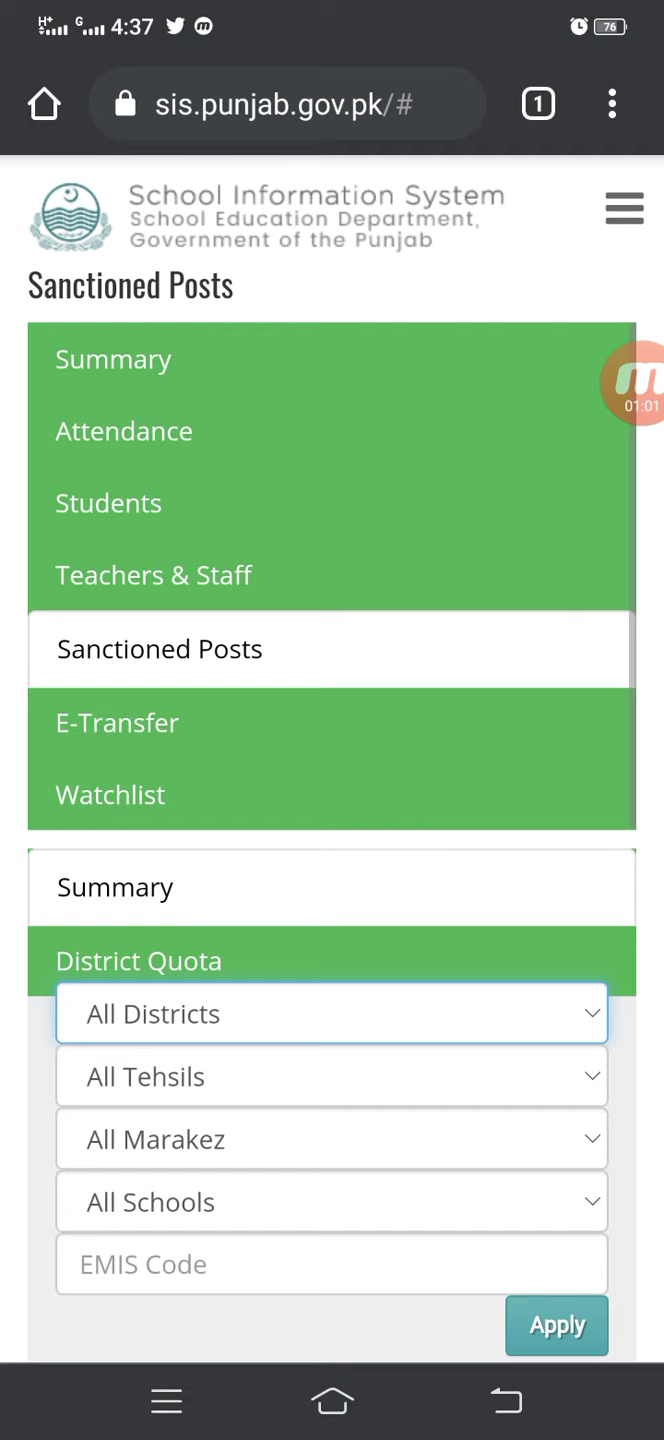 H+ G 4:37 76
sis.punjab.gov.pk/# 1
School Information System
School Education Department,
Government of the Punjab
Sanctioned Posts
Summary
m
01:01
Attendance
Students
Teachers & Staff
Sanctioned Posts
E-Transfer
Watchlist
Summary
District Quota
All Districts
All Tehsils
All Marakez
All Schools
EMIS Code
Apply